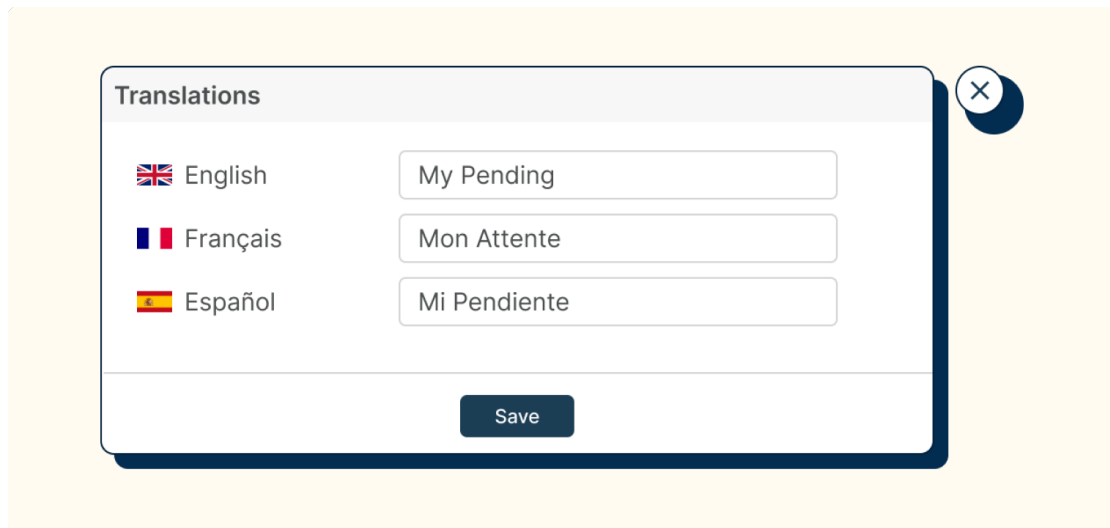 Translations
English My Pending
Français Mon Attente
Español Mi Pendiente
Save